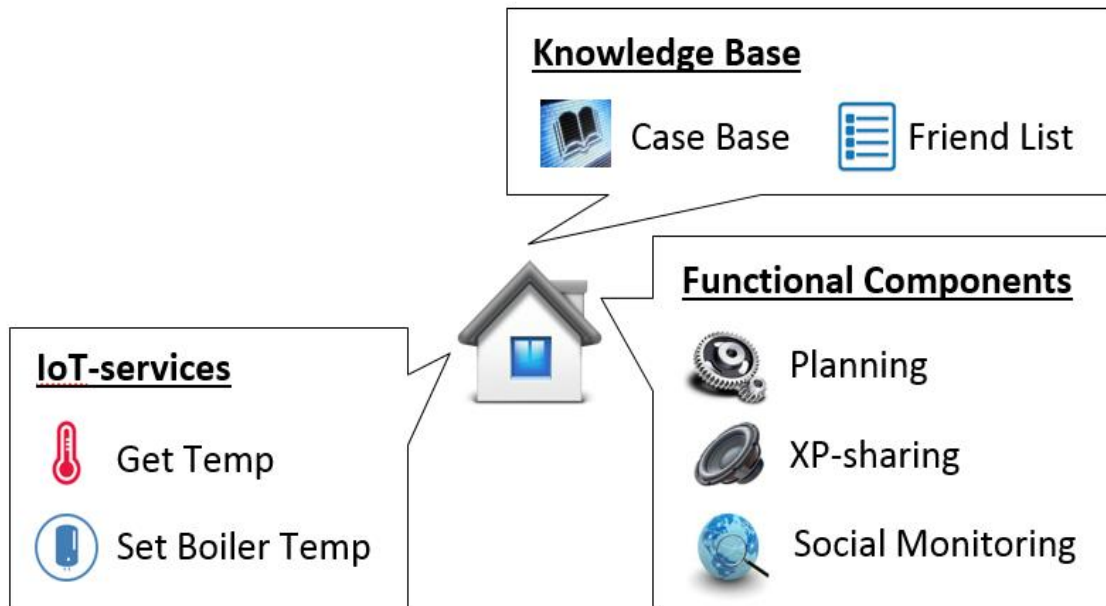 Knowledge Base
Case Base
Friend List
Functional Components
Planning
XP-sharing
Social Monitoring
IoT-services
Get Temp
Set Boiler Temp